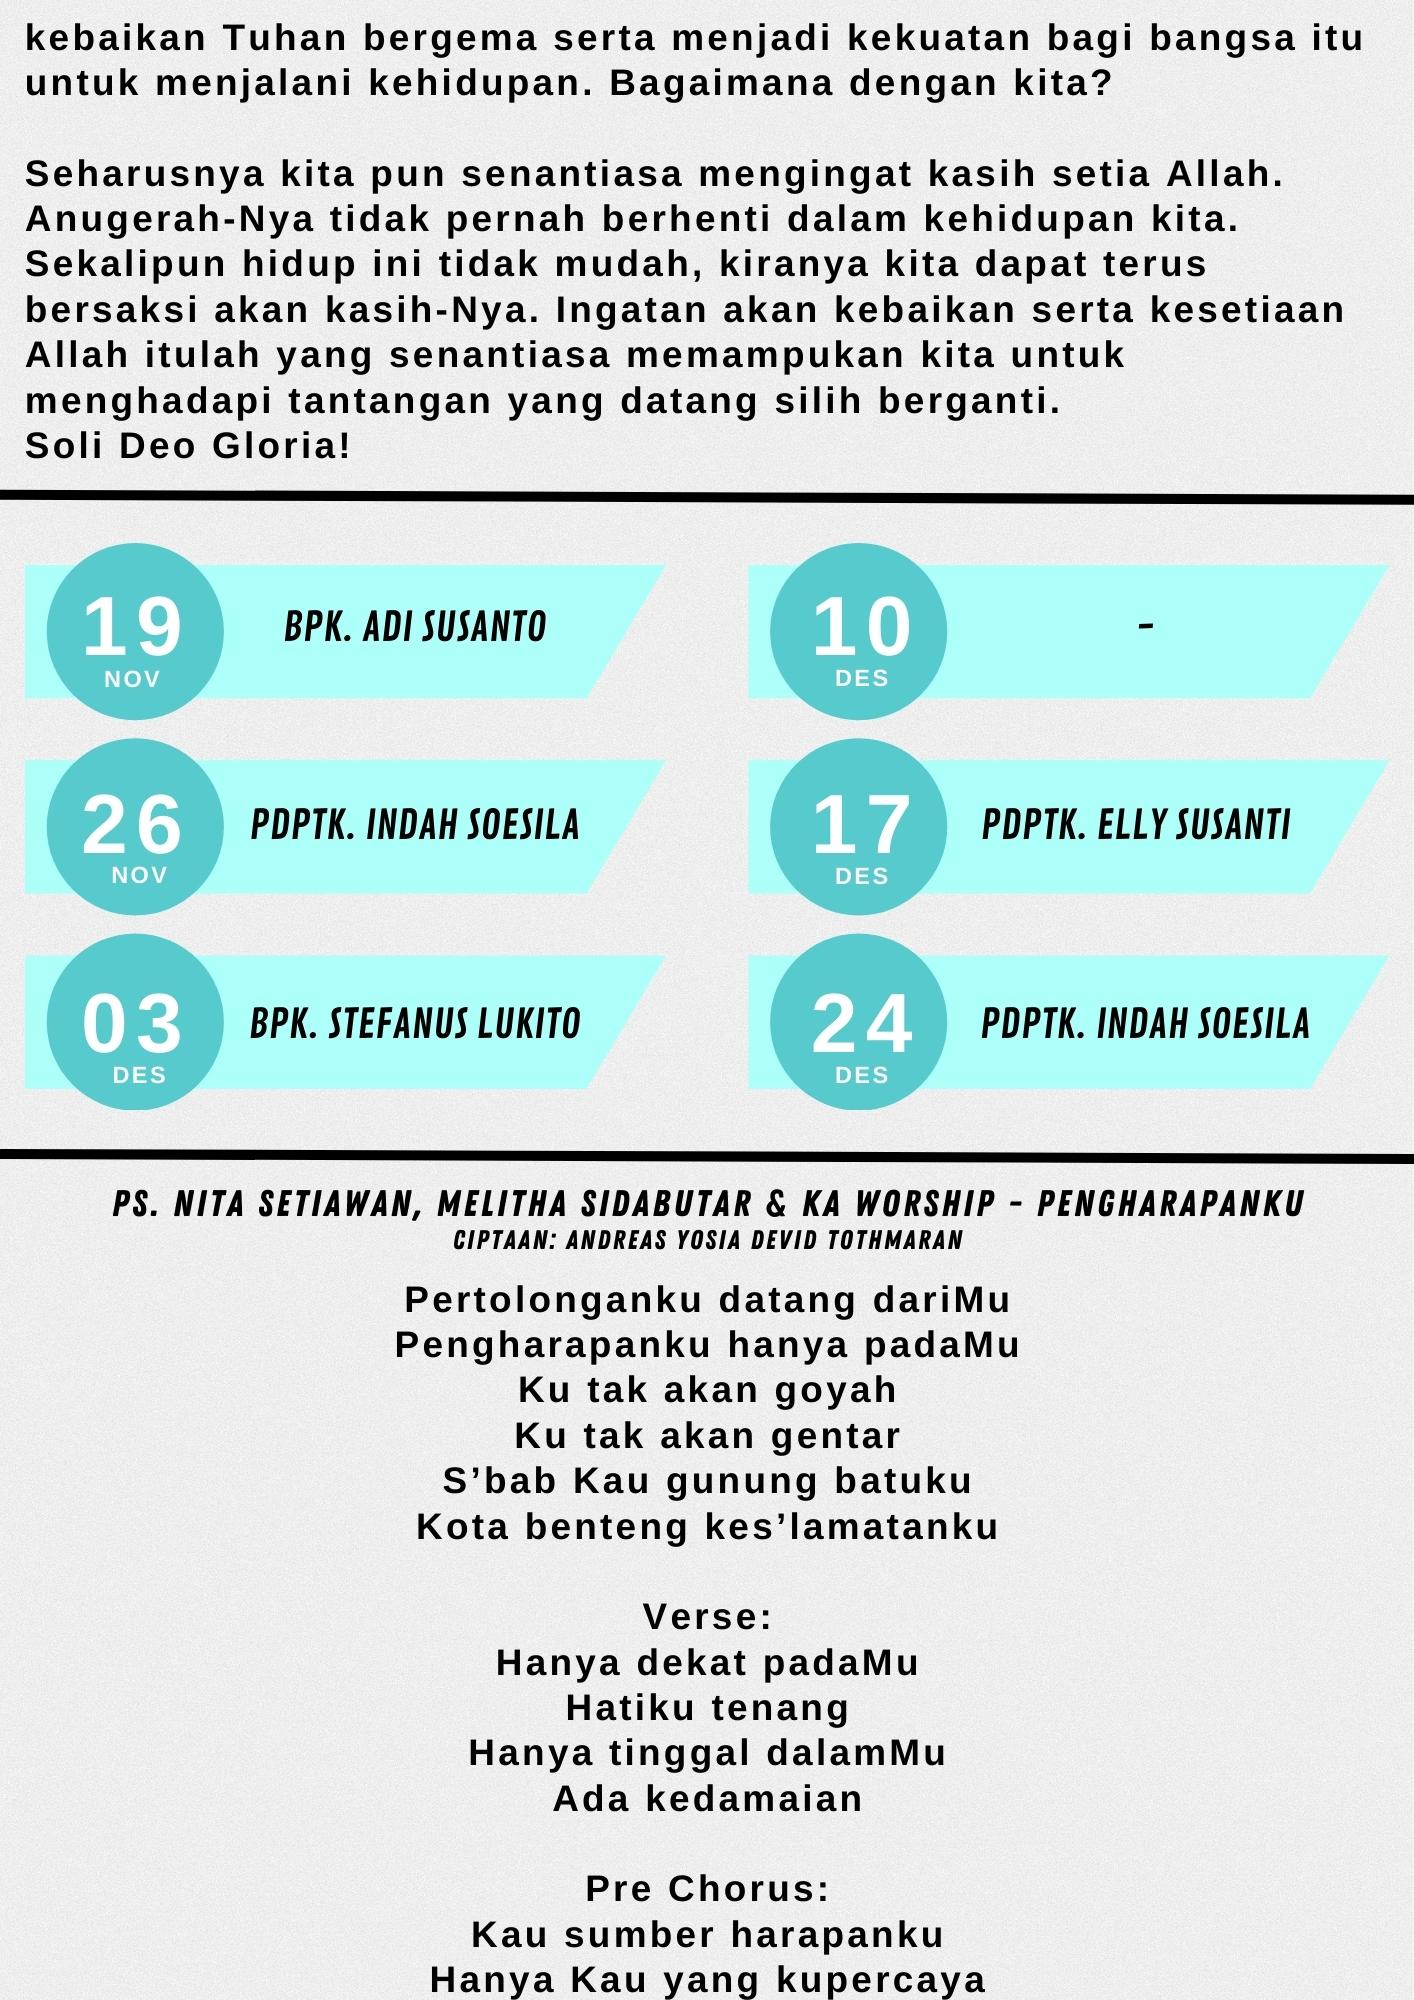 kebaikan Tuhan bergema serta menjadi kekuatan bagi bangsa itu
untuk menjalani kehidupan. Bagaimana dengan kita?
Seharusnya kita pun senantiasa mengingat kasih setia Allah.
Anugerah-Nya tidak pernah berhenti dalam kehidupan kita.
Sekalipun hidup ini tidak mudah, kiranya kita dapat terus
bersaksi akan kasih-Nya. Ingatan akan kebaikan serta kesetiaan
Allah itulah yang senantiasa memampukan kita untuk
menghadapi tantangan yang datang silih berganti.
Soli Deo Gloria!
19
NOV
BPK. ADI SUSANTO
26
NOV
PDPTK. INDAH SOESILA
03
DES
BPK. STEFANUS LUKITO
10
DES
-
17
DES
PDPTK. ELLY SUSANTI
24
DES
PDPTK. INDAH SOESILA
PS. NITA SETIAWAN, MELITHA SIDABUTAR & KA WORSHIP - PENGHARAPANKU
CIPTAAN: ANDREAS YOSIA DEVID TOTHMARAN
Pertolonganku datang dariMu
Pengharapanku hanya padaMu
Ku tak akan goyah
Ku tak akan gentar
S’bab Kau gunung batuku
Kota benteng kes’lamatanku
Verse:
Hanya dekat padaMu
Hatiku tenang
Hanya tinggal dalamMu
Ada kedamaian
Pre Chorus:
Kau sumber harapanku
Hanya Kau yang kupercaya